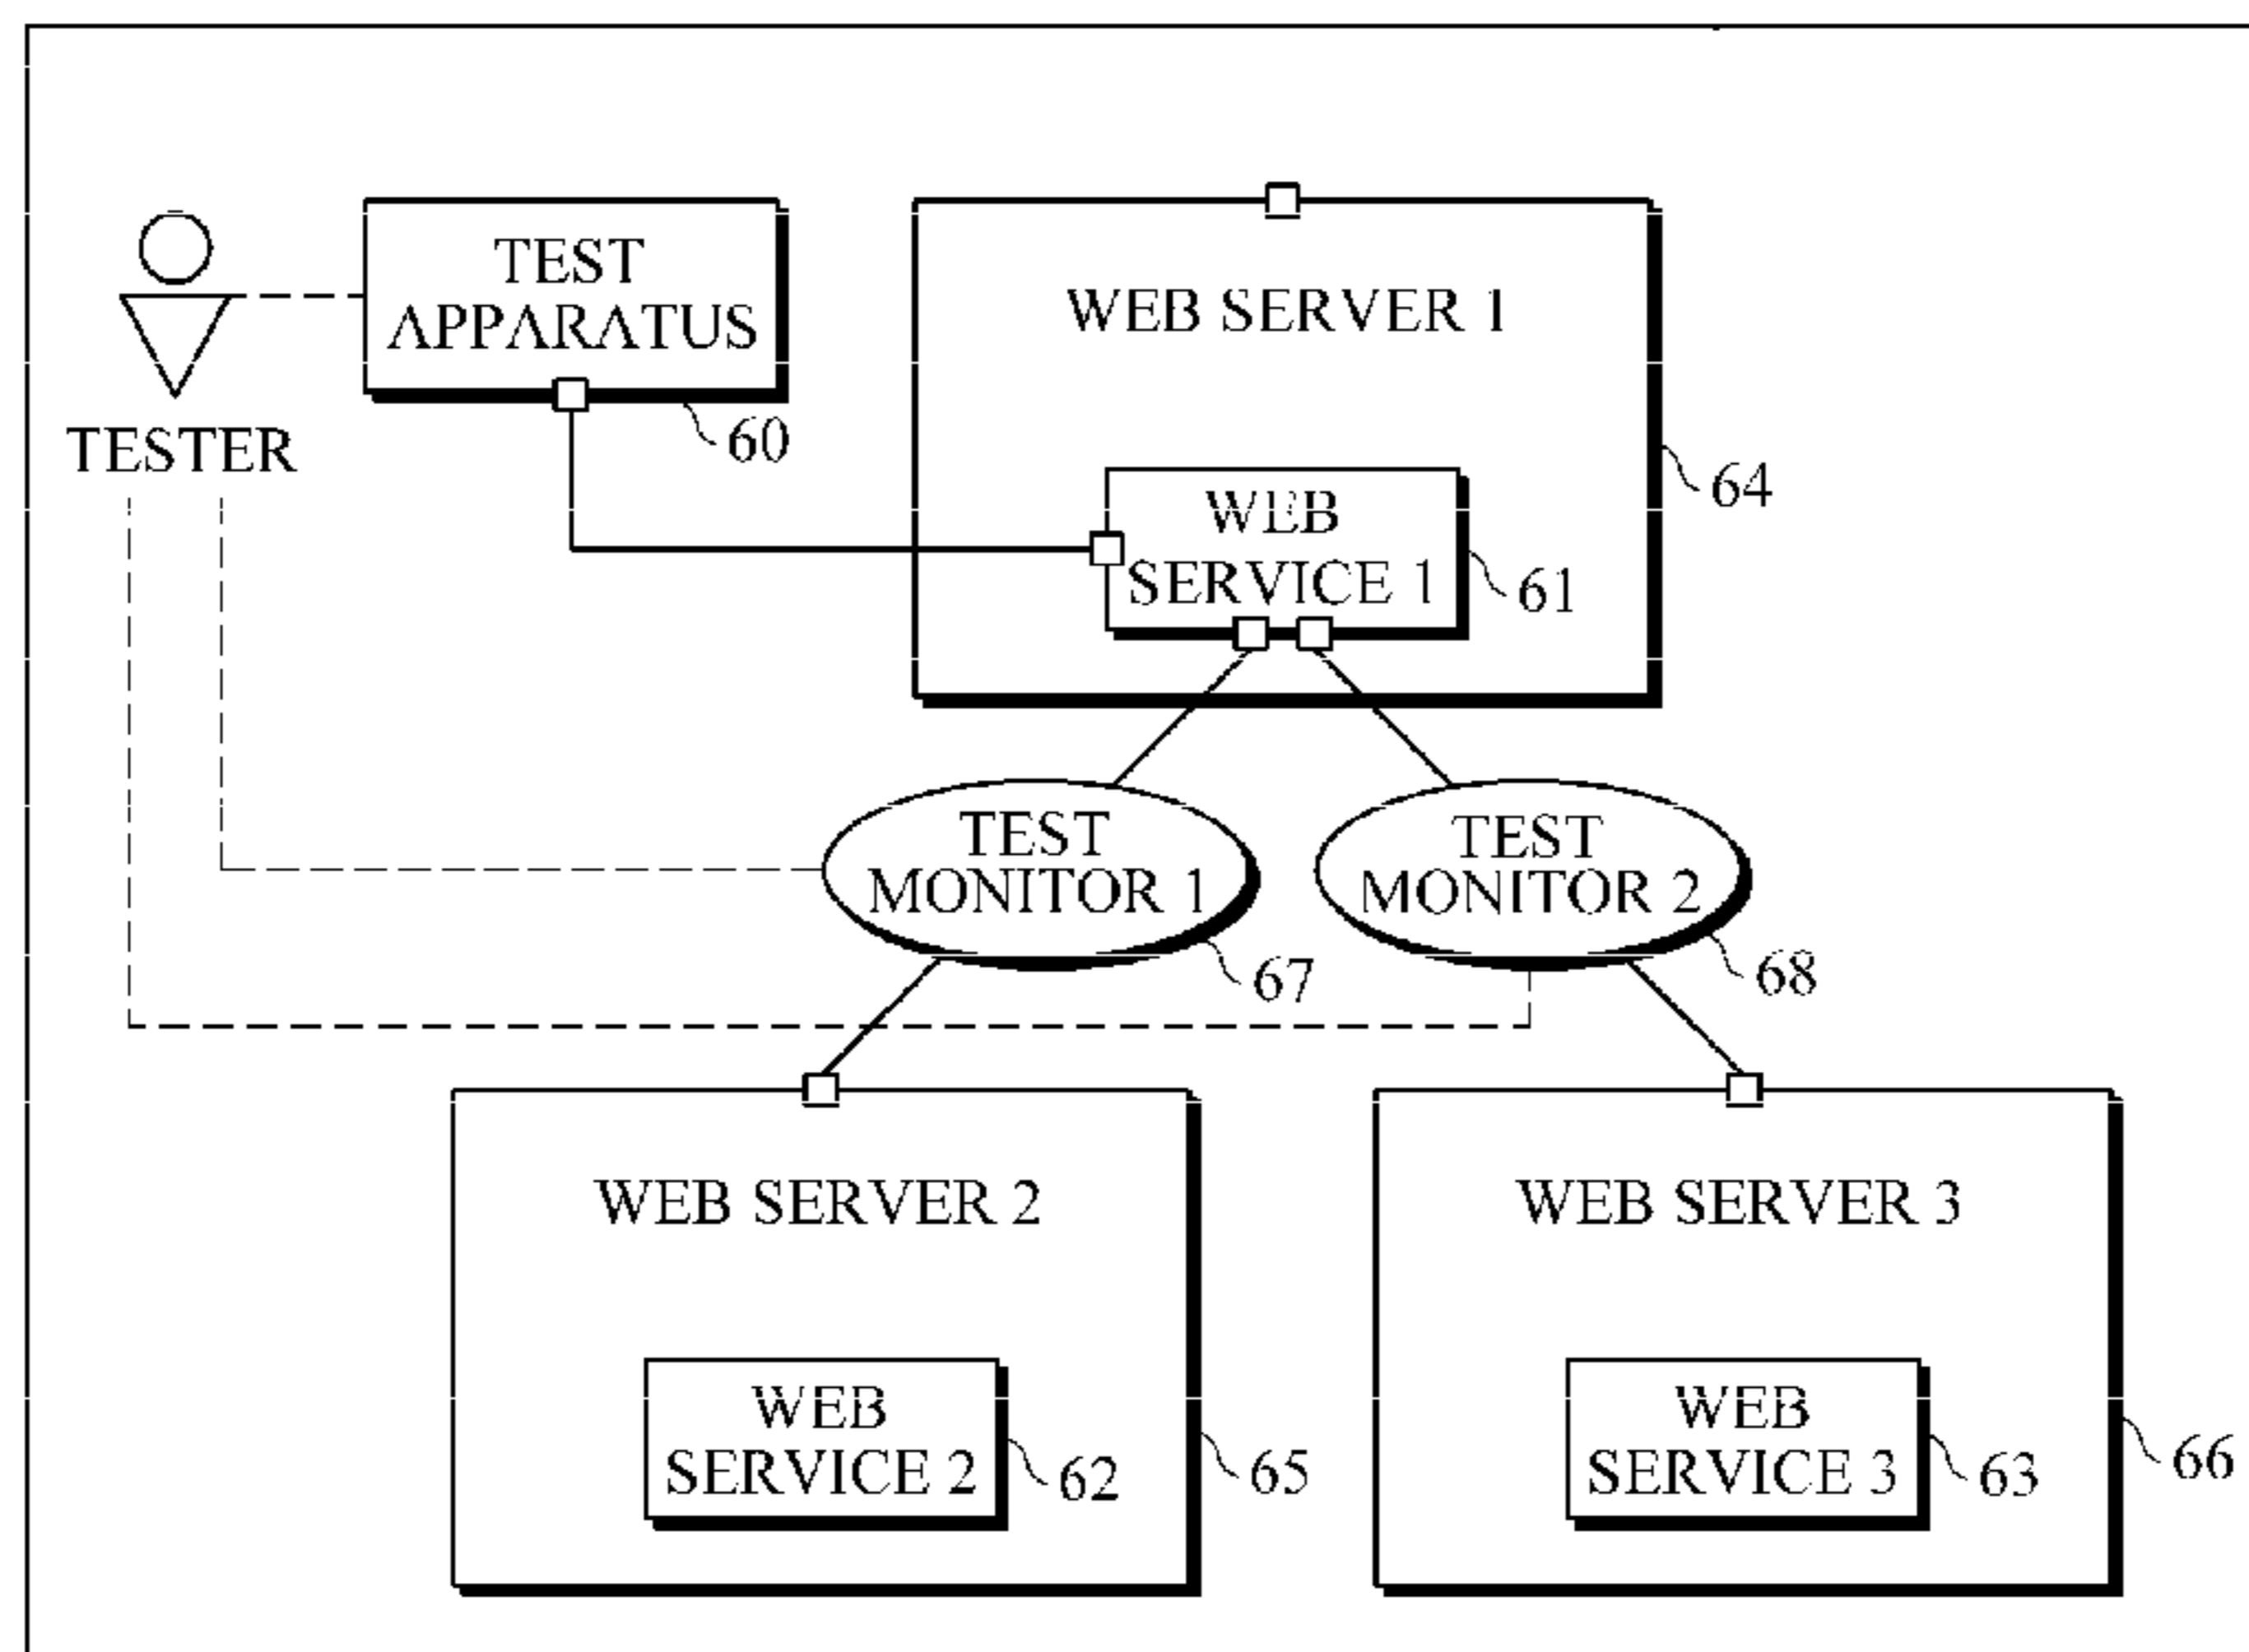 TEST
APPARATUS
60
TESTER
WEB SERVER 1
64
WEB
SERVICE 1
61
TEST
MONITOR 1
67
TEST
MONITOR 2
68
WEB SERVER 2
WEB
SERVICE 2
62
65
WEB SERVER 3
WEB
SERVICE 3
63
66